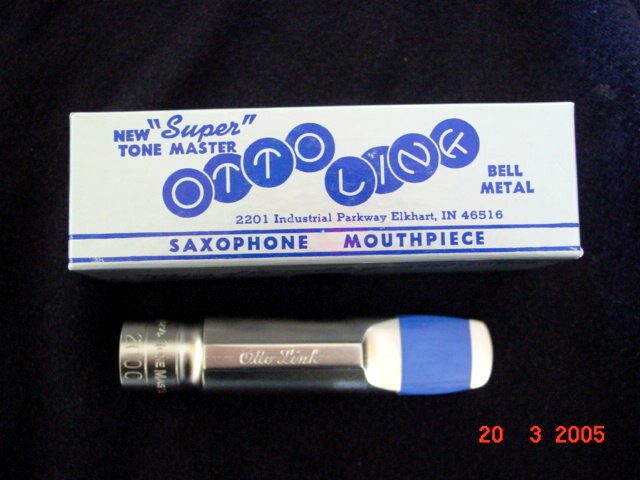 NEW "Super"
TONE MASTER
OTTO LINK
BELL
METAL
2201 Industrial Parkway Elkhart, IN 46516
SAXOPHONE MOUTHPIECE
Otto Link
2000
20 3 2005